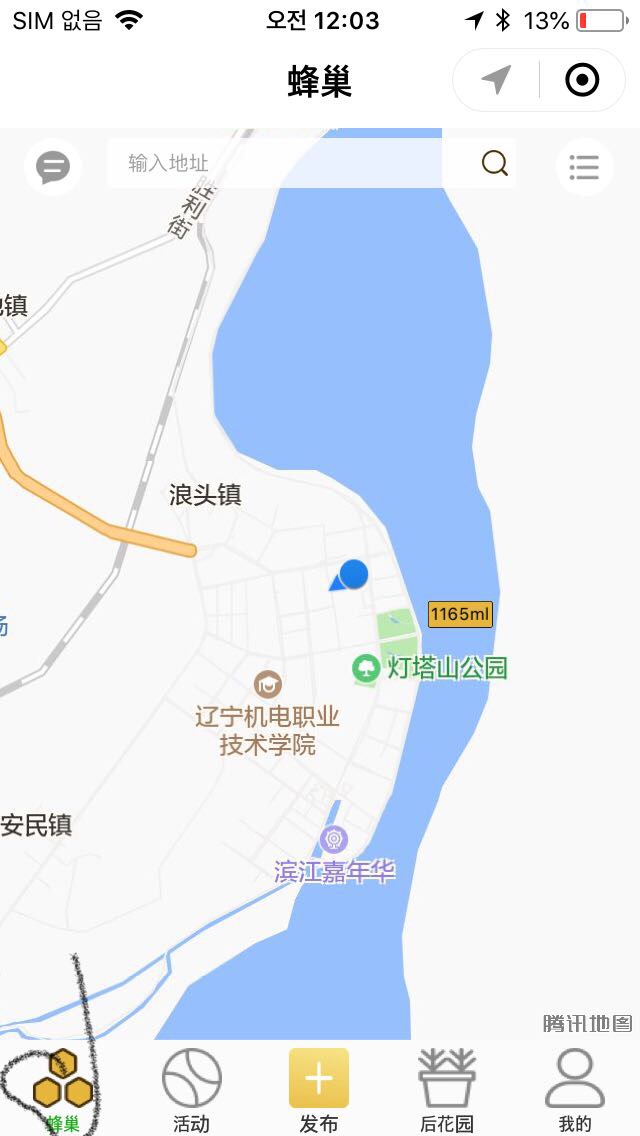 SIM 없음 오전 12:03 13%
蜂巢
输入地址
胜利街
镇
浪头镇
1165ml
灯塔山公园
辽宁机电职业
技术学院
安民镇
滨江嘉年华
腾讯地图
蜂巢 活动 发布 后花园 我的